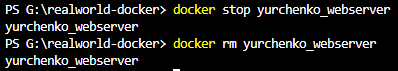 PS G:\realworld-docker> docker stop yurchenko_webserver
yurchenko_webserver
PS G:\realworld-docker> docker rm yurchenko_webserver
yurchenko_webserver